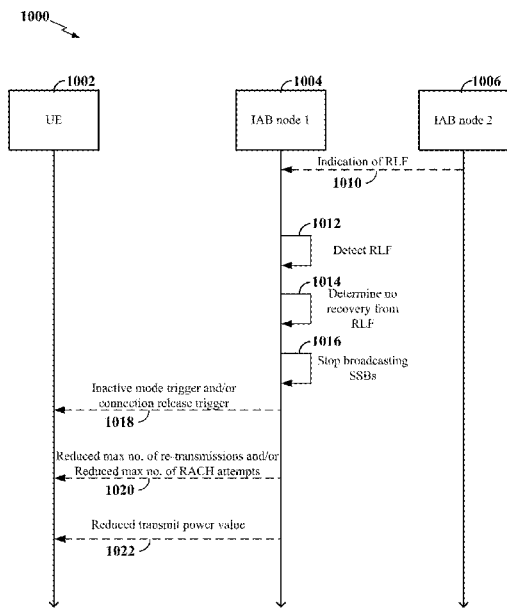 1000
1002
1004
1006
UE
IAB node 1
IAB node 2
Indication of RLF
1010
1012
Detect RLF
1014
Determine no
recovery from
RLF
1016
Stop broadcasting
SSBs
Inactive mode trigger and/or
connection release trigger
1018
Reduced max no. of re-transmissions and/or
Reduced max no. of RACH attempts
1020
Reduced transmit power value
1022